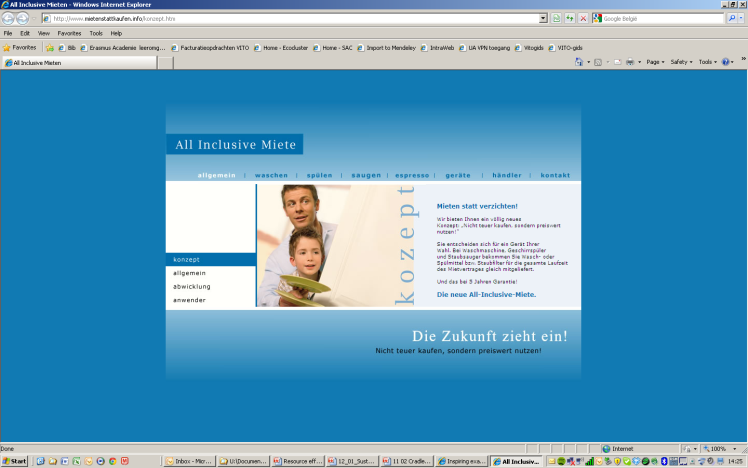 All Inclusive Mieten - Windows Internet Explorer
http://www.mietenstattkaufen.info/konzept.htm
Google België
File Edit View Favorites Tools Help
Favorites Bib Erasmus Academie leerong... Facturatieopdrachten VITO Home - Ecoduster Home - SAC Import to Mendeley IntraWeb UA VPN toegang Vitogids VITO-gids
All Inclusive Mieten
Page Safety Tools
All Inclusive Miete
allgemein | waschen | spülen | saugen | espresso | geräte | händler | kontakt
konzept
allgemein
abwicklung
anwender
kozept
Mieten statt verzichten!
Wir bieten Ihnen ein völlig neues
Konzept: „Nicht teuer kaufen, sondern preiswert
nutzen!"
Sie entscheiden sich für ein Gerät Ihrer
Wahl. Bei Waschmaschine, Geschirrspüler
und Staubsauger bekommen Sie Wasch- oder
Spülmittel bzw. Staubfilter für die gesamte Laufzeit
des Mietvertrages gleich mitgeliefert.
Und das bei 5 Jahren Garantie!
Die neue All-Inclusive-Miete.
Die Zukunft zieht ein!
Nicht teuer kaufen, sondern preiswert nutzen!
Done
Internet
100%
Start
Inbox - Micr...
U:\Documen...
Resource eff...
12_01_Sust...
11 02 Cradle...
Inspiring exa...
All Inclusiv...
14:25